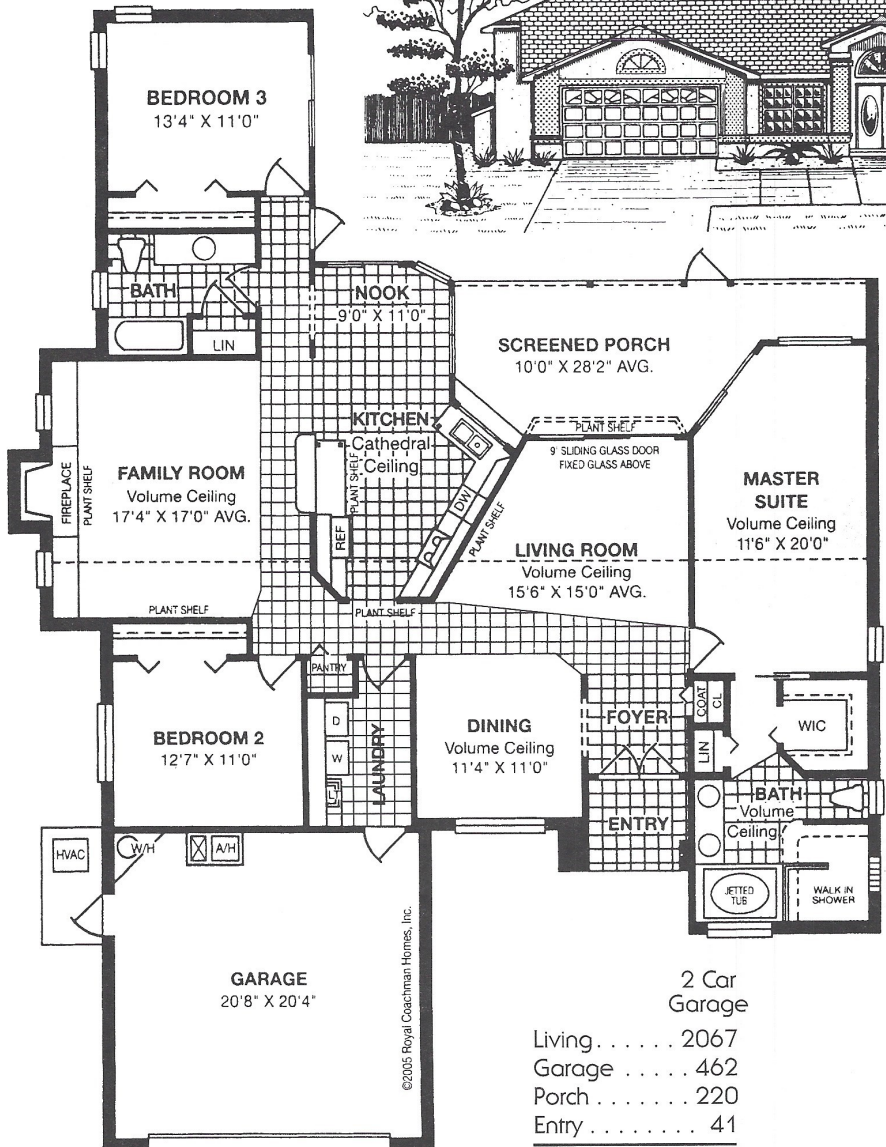 BEDROOM 3
13'4" X 11'0"
BATH
LIN
NOOK
9'0" X 11'0"
SCREENED PORCH
10'0" X 28'2" AVG.
PLANT SHELF
9' SLIDING GLASS DOOR
FIXED GLASS ABOVE
KITCHEN
Cathedral
Ceiling
PLANT SHELF
REF
DW
PLANT SHELF
FIREPLACE
PLANT SHELF
FAMILY ROOM
Volume Ceiling
17'4" X 17'0" AVG.
PLANT SHELF
LIVING ROOM
Volume Ceiling
15'6" X 15'0" AVG.
MASTER
SUITE
Volume Ceiling
11'6" X 20'0"
PLANT SHELF
PANTRY
BEDROOM 2
12'7" X 11'0"
D
W
LAUNDRY
DINING
Volume Ceiling
11'4" X 11'0"
FOYER
COAT
CL
LIN
WIC
ENTRY
BATH
Volume
Ceiling
JETTED
TUB
WALK IN
SHOWER
HVAC
W/H
A/H
GARAGE
20'8" X 20'4"
©2005 Royal Coachman Homes, Inc.
2 Car
Garage
Living . . . . . . 2067
Garage . . . . . 462
Porch . . . . . . . 220
Entry . . . . . . . . 41